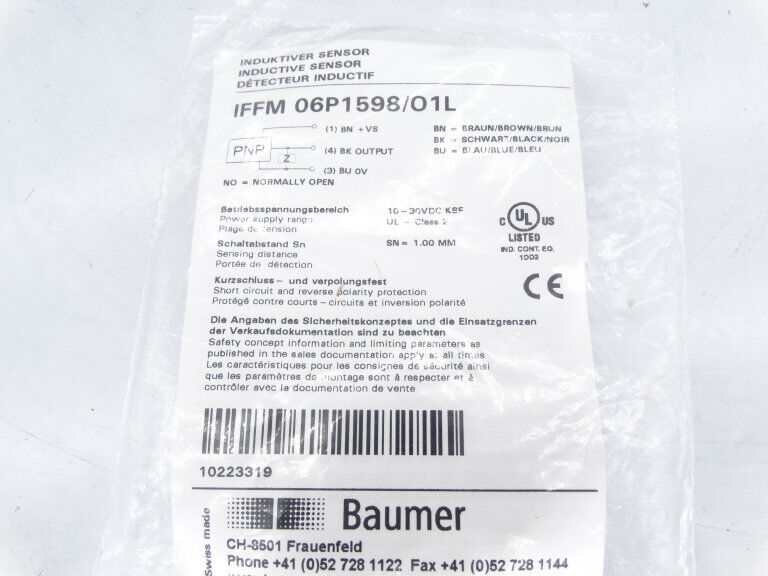 INDUKTIVER SENSOR
INDUCTIVE SENSOR
DÉTECTEUR INDUCTIF
IFFM 06P1598/O1L
(1) BN +VS
BN = BRAUN/BROWN/BRUN
PNP
Z
(4) BK OUTPUT
BK = SCHWARZ/BLACK/NOIR
(3) BU 0V
BU = BLAU/BLUE/BLEU
NO = NORMALLY OPEN
Betriebsspannungsbereich
Power supply range
Plage de tension
10-30VDC
UL - Class 2
Schaltabstand Sn
Sensing distance
Portée de détection
SN = 1.00 MM
C UL US
LISTED
IND. CONT. EQ.
1002
CE
Kurzschluss - und verpolungsfest
Short circuit and reverse polarity protection
Protégé contre courts - circuits et inversion polarité
Die Angaben des Sicherheitskonzeptes und die Einsatzgrenzen
der Verkaufsdokumentation sind zu beachten
Safety concept information and limiting parameters as
published in the sales documentation apply at all times
Les caractéristiques pour les consignes de sécurité ainsi
que les paramètres de montage sont à respecter et à
contrôler avec la documentation de vente
10223319
Swiss made
Baumer
CH-8501 Frauenfeld
Phone +41 (0)52 728 1122 Fax +41 (0)52 728 1144